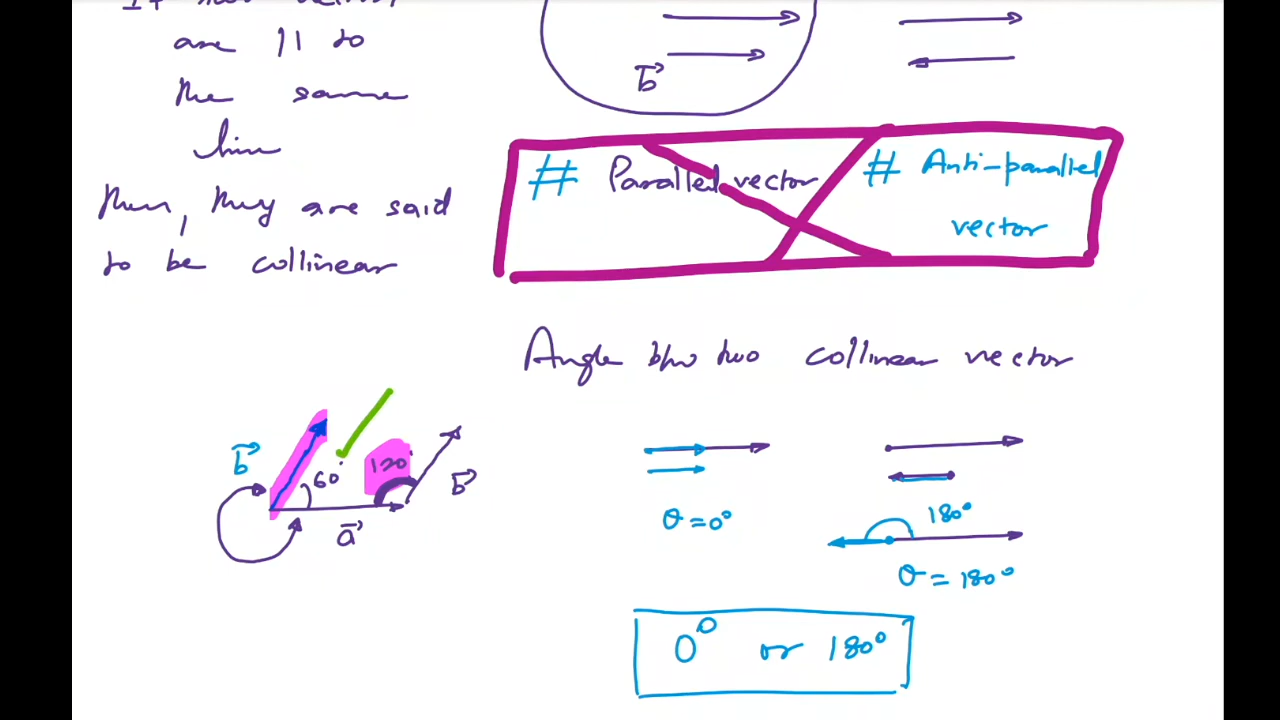 are || to
b
the same
line
# Parallel vector
# Anti-parallel
vector
Then, they are said
to be collinear
Angle btw two collinear vector
b
60°
120°
b
a
θ = 0°
180°
θ = 180°
0° or 180°